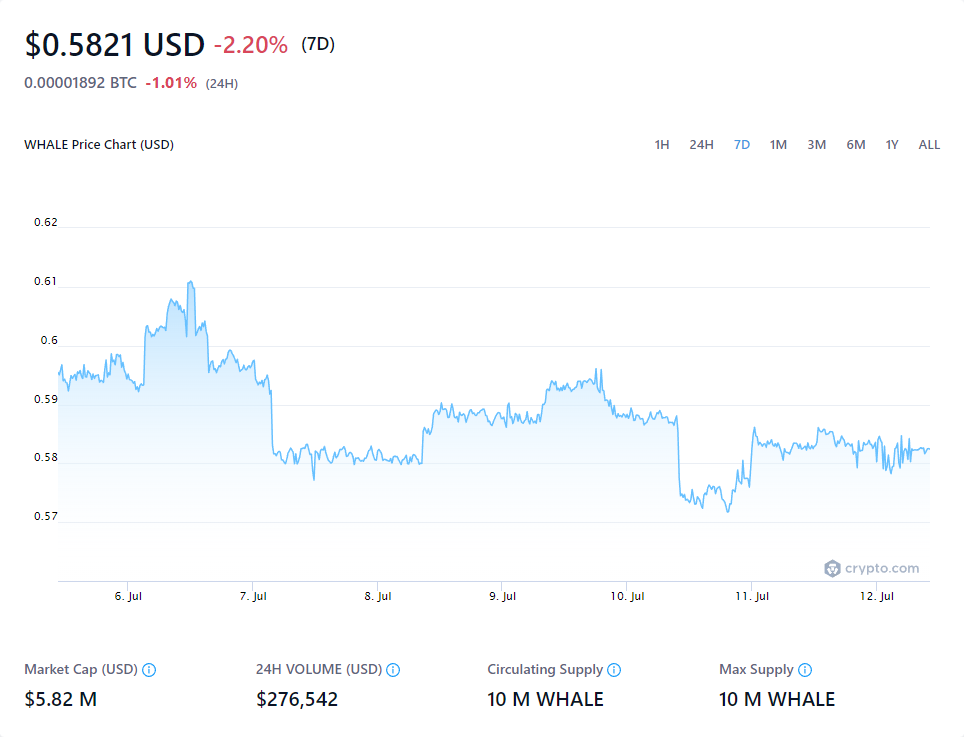 $0.5821 USD -2.20% (7D)
0.00001892 BTC -1.01% (24H)
WHALE Price Chart (USD) 1H 24H 7D 1M 3M 6M 1Y ALL
0.62
0.61
0.6
0.59
0.58
0.57
crypto.com
6. Jul 7. Jul 8. Jul 9. Jul 10. Jul 11. Jul 12. Jul
Market Cap (USD) 24H VOLUME (USD) Circulating Supply Max Supply
$5.82 M $276,542 10 M WHALE 10 M WHALE